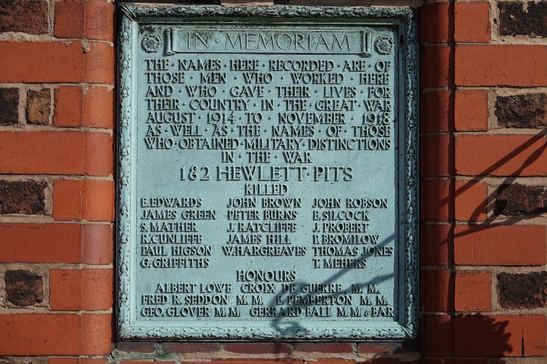 IN · MEMORIAM
THE · NAMES · HERE · RECORDED · ARE · OF
THOSE · MEN · WHO · WORKED · HERE
AND · WHO · GAVE · THEIR · LIVES · FOR
THEIR · COUNTRY · IN · THE · GREAT · WAR
AUGUST · 1914 · TO · NOVEMBER · 1918
AS · WELL · AS · THE · NAMES · OF · THOSE
WHO · OBTAINED · MILITARY · DISTINCTIONS
IN · THE · WAR
1&2 HEWLETT · PITS
KILLED
E. EDWARDS JOHN BROWN JOHN ROBSON
JAMES GREEN PETER BURNS E. SILCOCK
S. MATHER J. RATCLIFFE J. PROBERT
R. CUNLIFFE JAMES HILL P. BROMILOW
PAUL HIGSON W. HARGREAVES THOMAS JONES
G. GRIFFITHS T. MEHERS
HONOURS
ALBERT LOWE CROIX DE GUERRE, M.M.
FRED R. SEDDON M.M. E. PEMBERTON M.M.
GEO. GLOVER M.M. GERRARD BALL M.M. & BAR